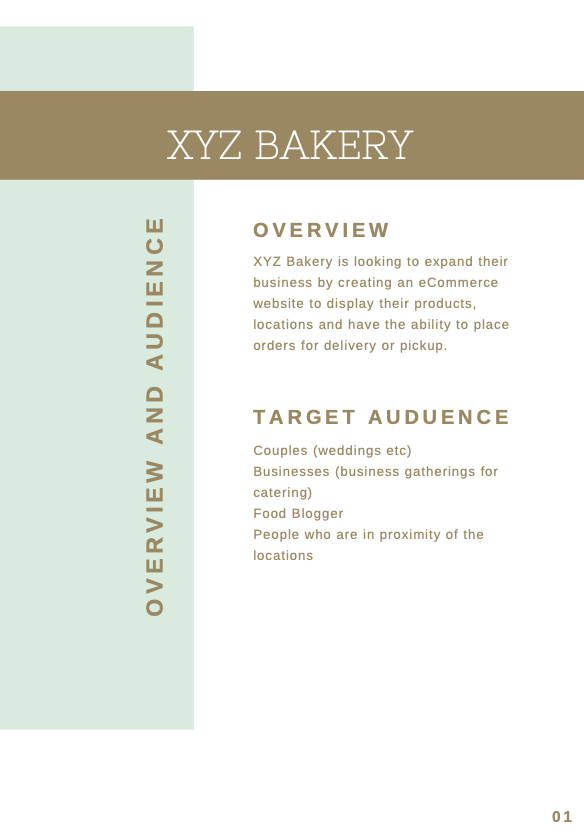 XYZ BAKERY
OVERVIEW AND AUDIENCE
OVERVIEW
XYZ Bakery is looking to expand their
business by creating an eCommerce
website to display their products,
locations and have the ability to place
orders for delivery or pickup.
TARGET AUDUENCE
Couples (weddings etc)
Businesses (business gatherings for
catering)
Food Blogger
People who are in proximity of the
locations
01